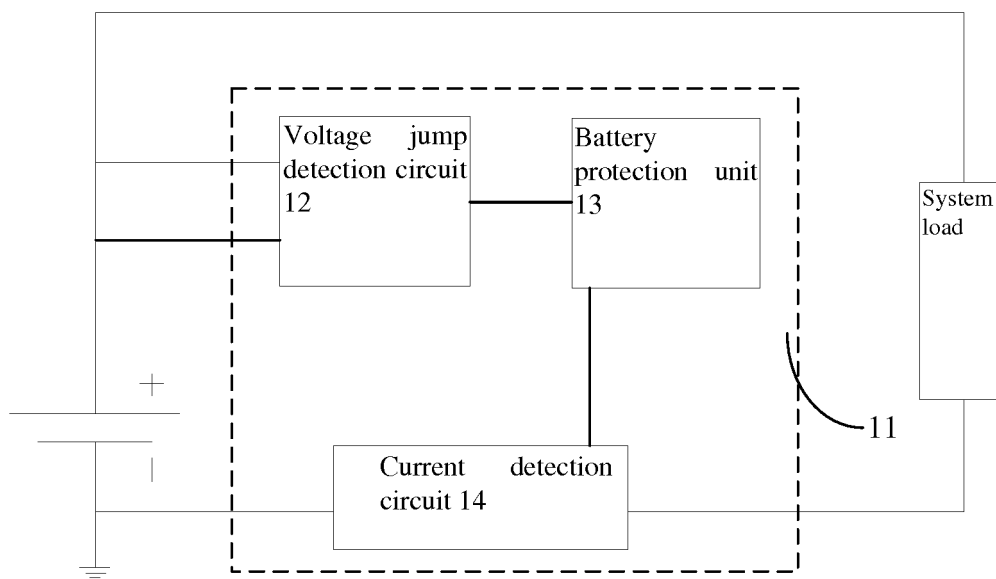 Voltage jump
detection circuit
12
Battery
protection unit
13
System
load
+
11
Current detection
circuit 14